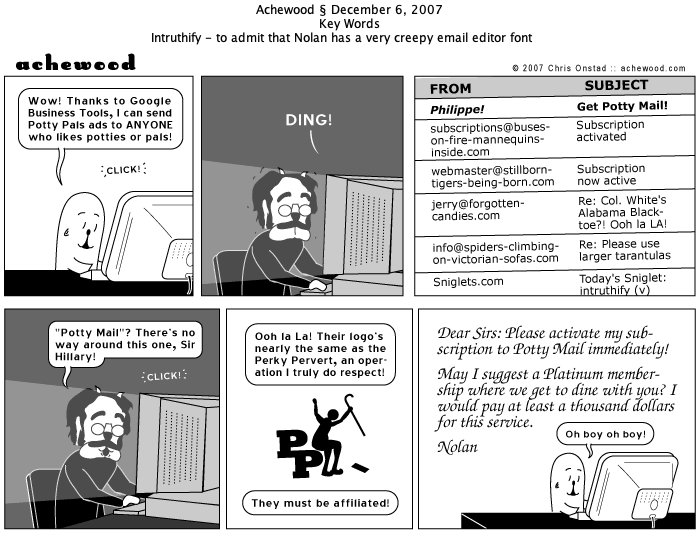 Achewood § December 6, 2007
Key Words
Intruthify – to admit that Nolan has a very creepy email editor font
achewood
© 2007 Chris Onstad :: achewood.com
Wow! Thanks to Google
Business Tools, I can send
Potty Pals ads to ANYONE
who likes potties or pals!
CLICK!
DING!
FROM SUBJECT
Philippe! Get Potty Mail!
subscriptions@buses-
on-fire-mannequins-
inside.com
Subscription
activated
webmaster@stillborn-
tigers-being-born.com
Subscription
now active
jerry@forgotten-
candies.com
Re: Col. White's
Alabama Black-
toe?! Ooh la LA!
info@spiders-climbing-
on-victorian-sofas.com
Re: Please use
larger tarantulas
Sniglets.com
Today's Sniglet:
intruthify (v)
"Potty Mail"? There's no
way around this one, Sir
Hillary!
CLICK!
Ooh la La! Their logo's
nearly the same as the
Perky Pervert, an oper-
ation I truly do respect!
PP
They must be affiliated!
Dear Sirs: Please activate my sub-
scription to Potty Mail immediately!
May I suggest a Platinum member-
ship where we get to dine with you? I
would pay at least a thousand dollars
for this service.
Nolan
Oh boy oh boy!